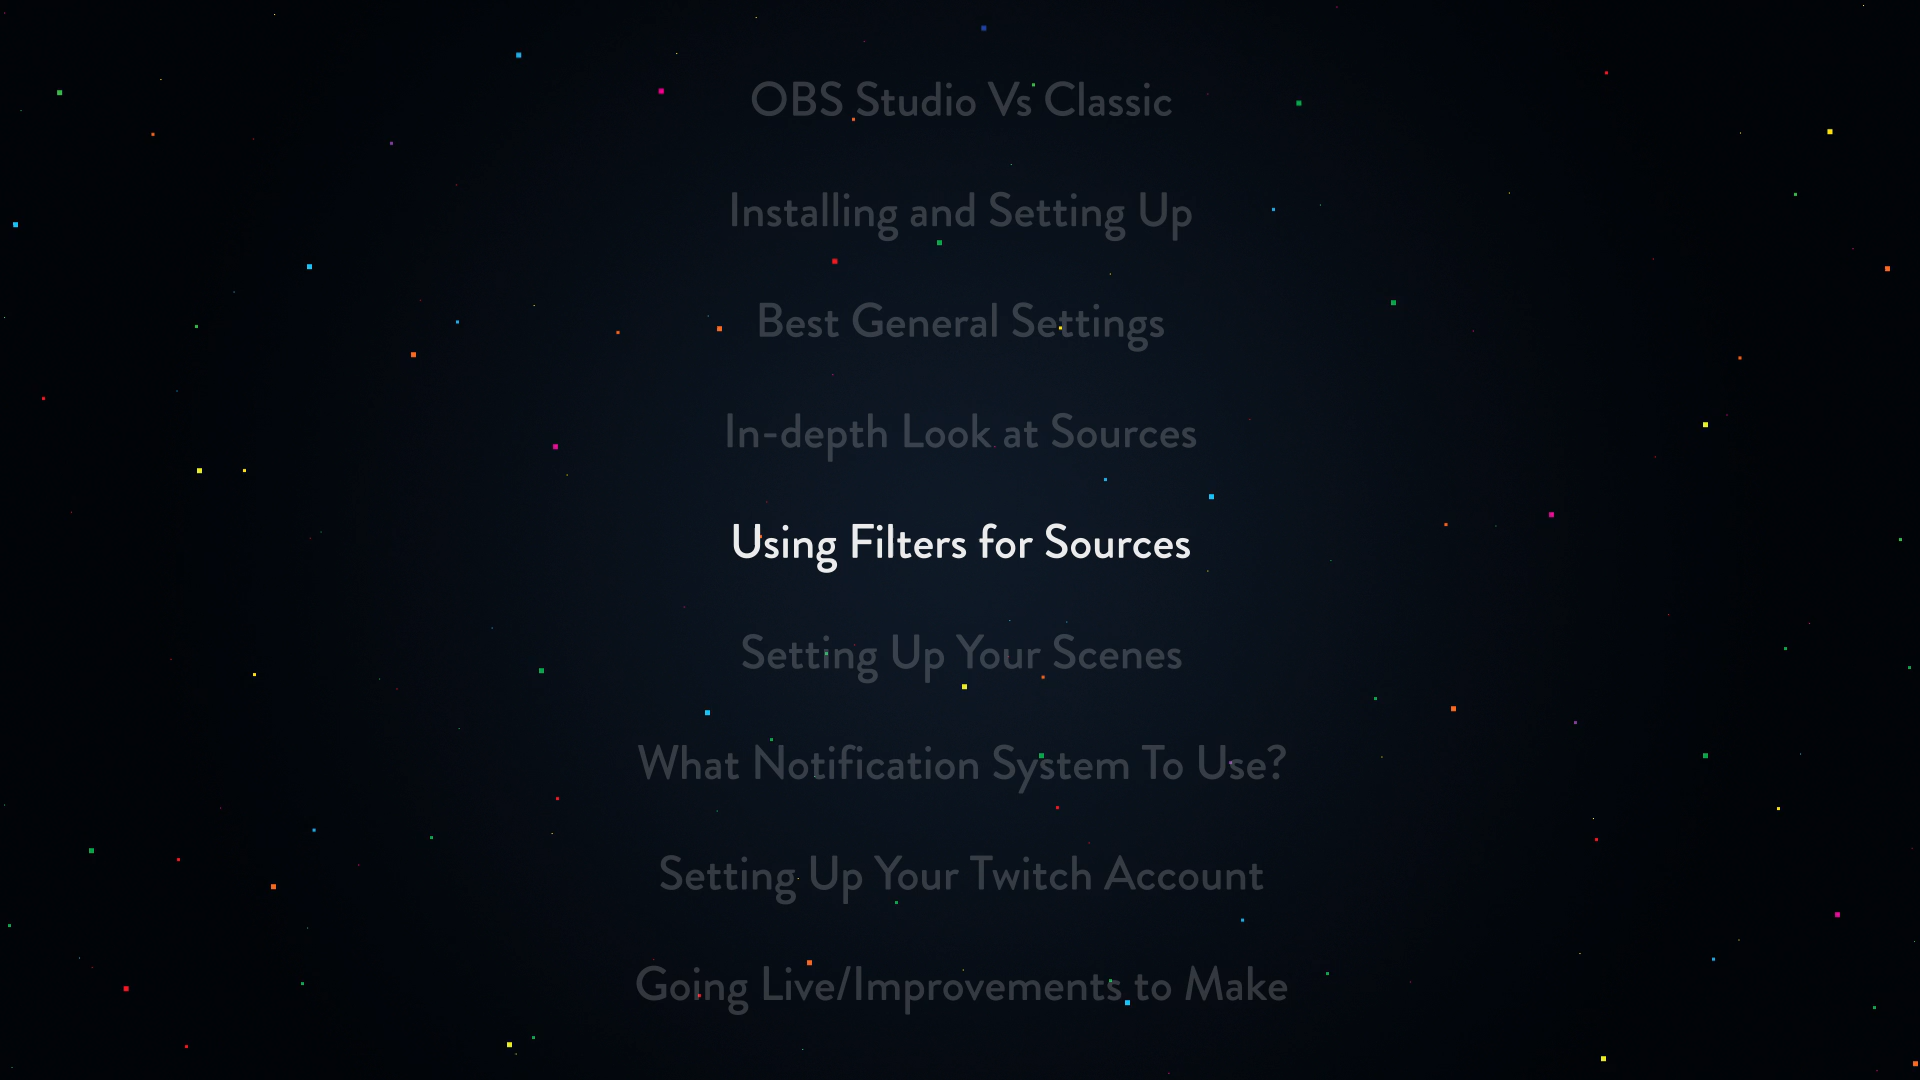 OBS Studio Vs Classic
Installing and Setting Up
Best General Settings
In-depth Look at Sources
Using Filters for Sources
Setting Up Your Scenes
What Notification System To Use?
Setting Up Your Twitch Account
Going Live/Improvements to Make